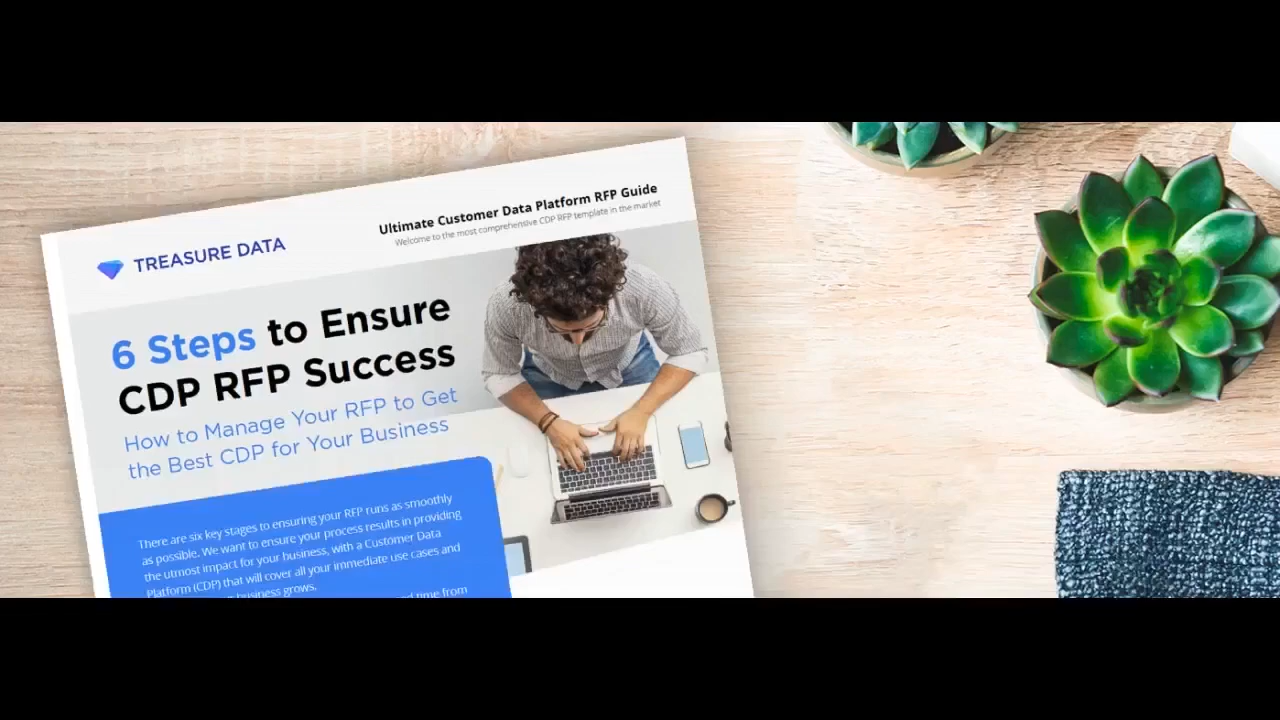 TREASURE DATA
Ultimate Customer Data Platform RFP Guide
Welcome to the most comprehensive CDP RFP template in the market
6 Steps to Ensure
CDP RFP Success
How to Manage Your RFP to Get
the Best CDP for Your Business
There are six key stages to ensuring your RFP runs as smoothly
as possible. We want to ensure your process results in providing
the utmost impact for your business, with a Customer Data
Platform (CDP) that will cover all your immediate use cases and
business grows.
time from